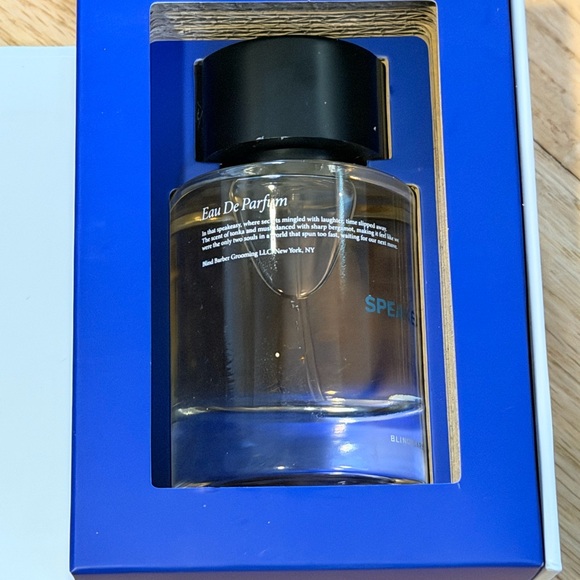 Eau De Parfum
In that speakeasy, where secrets mingled with laughter, time slipped away.
The scent of tonka and musk danced with sharp bergamot, making it feel like we
were the only two souls in a world that spun too fast, waiting for our next move.
Blind Barber Grooming LLC, New York, NY
SPEAKE
BLIND